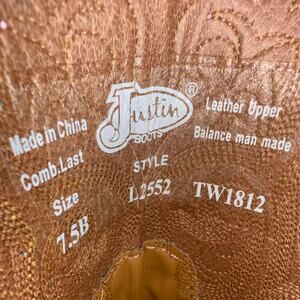 Justin ®
BOOTS
Made in China
Leather Upper
Comb.Last
Balance man made
Size
STYLE
7.5B
L2552
TW1812